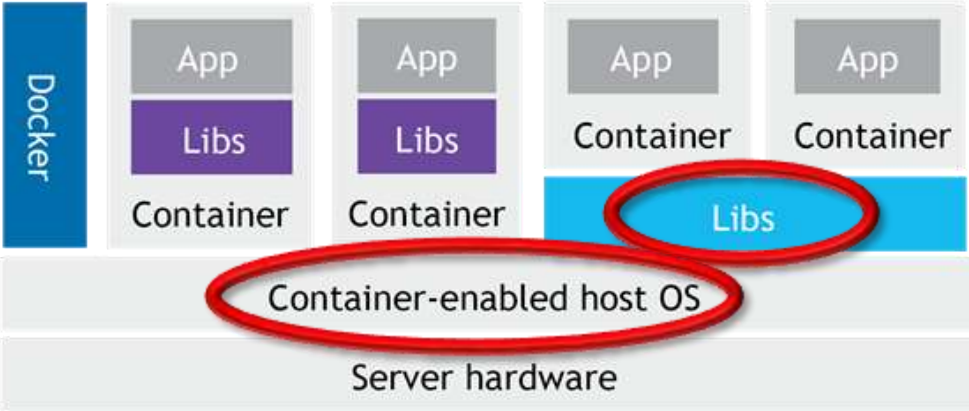 Docker
App
App
App
App
Libs
Libs
Container
Container
Container
Container
Libs
Container-enabled host OS
Server hardware